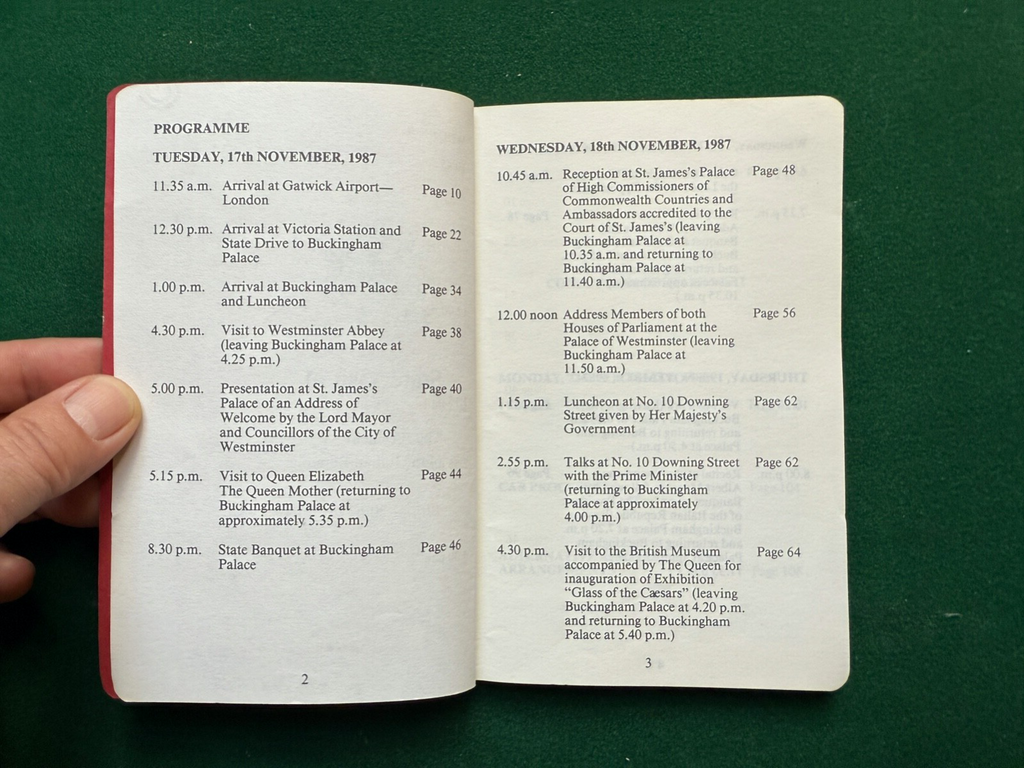 PROGRAMME
TUESDAY, 17th NOVEMBER, 1987
11.35 a.m. Arrival at Gatwick Airport— Page 10
London
12.30 p.m. Arrival at Victoria Station and Page 22
State Drive to Buckingham
Palace
1.00 p.m. Arrival at Buckingham Palace Page 34
and Luncheon
4.30 p.m. Visit to Westminster Abbey Page 38
(leaving Buckingham Palace at
4.25 p.m.)
5.00 p.m. Presentation at St. James's Page 40
Palace of an Address of
Welcome by the Lord Mayor
and Councillors of the City of
Westminster
5.15 p.m. Visit to Queen Elizabeth Page 44
The Queen Mother (returning to
Buckingham Palace at
approximately 5.35 p.m.)
8.30 p.m. State Banquet at Buckingham Page 46
Palace
2
WEDNESDAY, 18th NOVEMBER, 1987
10.45 a.m. Reception at St. James's Palace Page 48
of High Commissioners of
Commonwealth Countries and
Ambassadors accredited to the
Court of St. James's (leaving
Buckingham Palace at
10.35 a.m. and returning to
Buckingham Palace at
11.40 a.m.)
12.00 noon Address Members of both Page 56
Houses of Parliament at the
Palace of Westminster (leaving
Buckingham Palace at
11.50 a.m.)
1.15 p.m. Luncheon at No. 10 Downing Page 62
Street given by Her Majesty's
Government
2.55 p.m. Talks at No. 10 Downing Street Page 62
with the Prime Minister
(returning to Buckingham
Palace at approximately
4.00 p.m.)
4.30 p.m. Visit to the British Museum Page 64
accompanied by The Queen for
inauguration of Exhibition
"Glass of the Caesars" (leaving
Buckingham Palace at 4.20 p.m.
and returning to Buckingham
Palace at 5.40 p.m.)
3